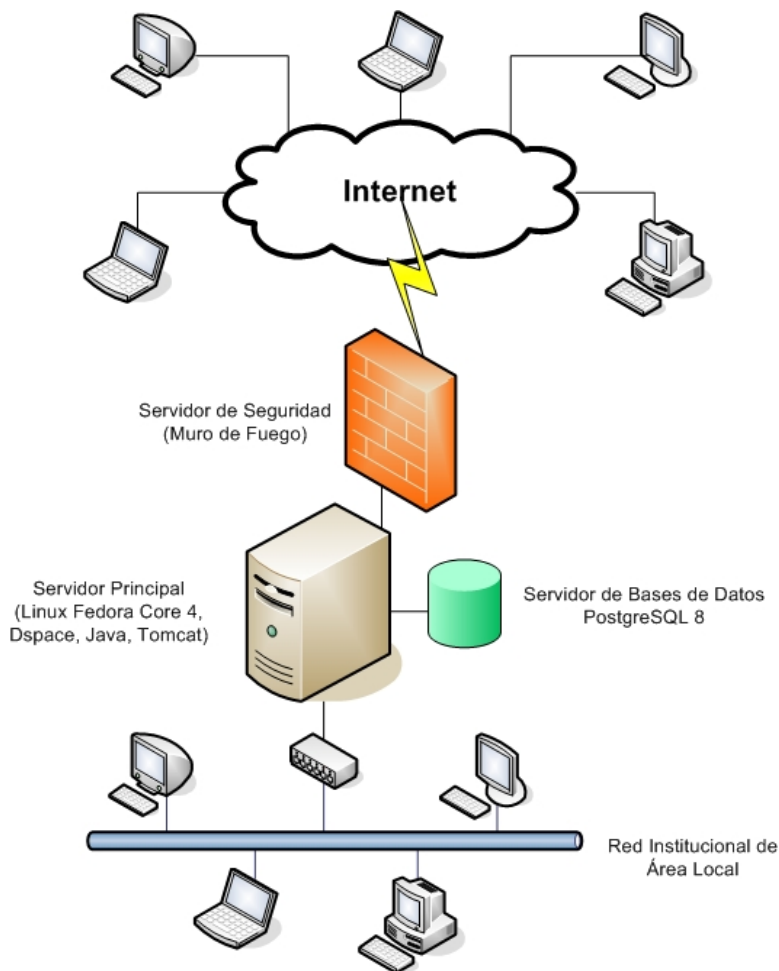 Internet
Servidor de Seguridad
(Muro de Fuego)
Servidor Principal
(Linux Fedora Core 4,
Dspace, Java, Tomcat)
Servidor de Bases de Datos
PostgreSQL 8
Red Institucional de
Área Local